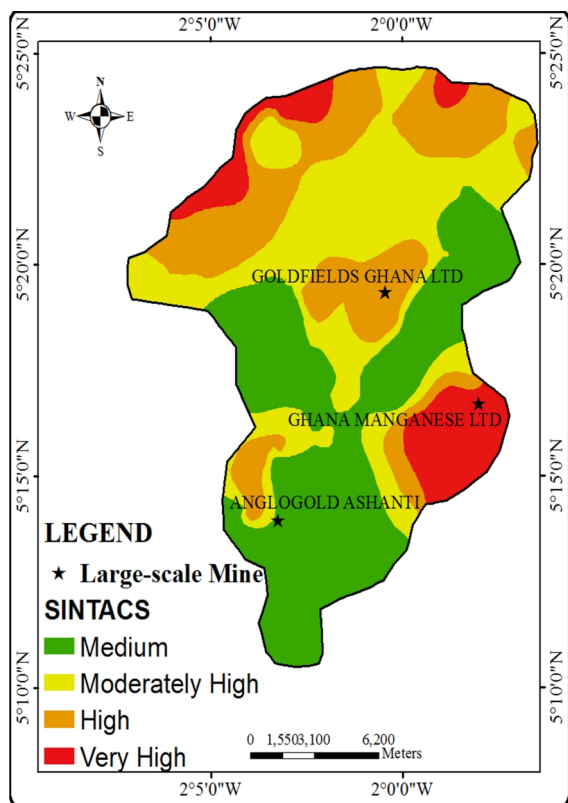 2°5'0"W 2°0'0"W
5°25'0"N 5°25'0"N
N
W E
S
5°20'0"N 5°20'0"N
GOLDFIELDS GHANA LTD
GHANA MANGANESE LTD
5°15'0"N 5°15'0"N
ANGLOGOLD ASHANTI
LEGEND
Large-scale Mine
SINTACS
Medium
Moderately High
High
Very High
5°10'0"N 5°10'0"N
0 1,550 3,100 6,200
Meters
2°5'0"W 2°0'0"W